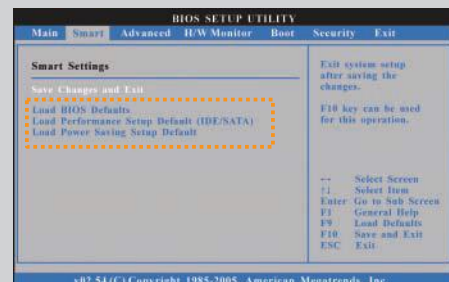 BIOS SETUP UTILITY
Main Smart Advanced H/W Monitor Boot Security Exit
Smart Settings
Save Changes and Exit
Load BIOS Defaults
Load Performance Setup Default (IDE/SATA)
Load Power Saving Setup Default
Exit system setup
after saving the
changes.
F10 key can be used
for this operation.
←→ Select Screen
↑↓ Select Item
Enter Go to Sub Screen
F1 General Help
F9 Load Defaults
F10 Save and Exit
ESC Exit
v02.54 (C) Copyright 1985-2005, American Megatrends, Inc.